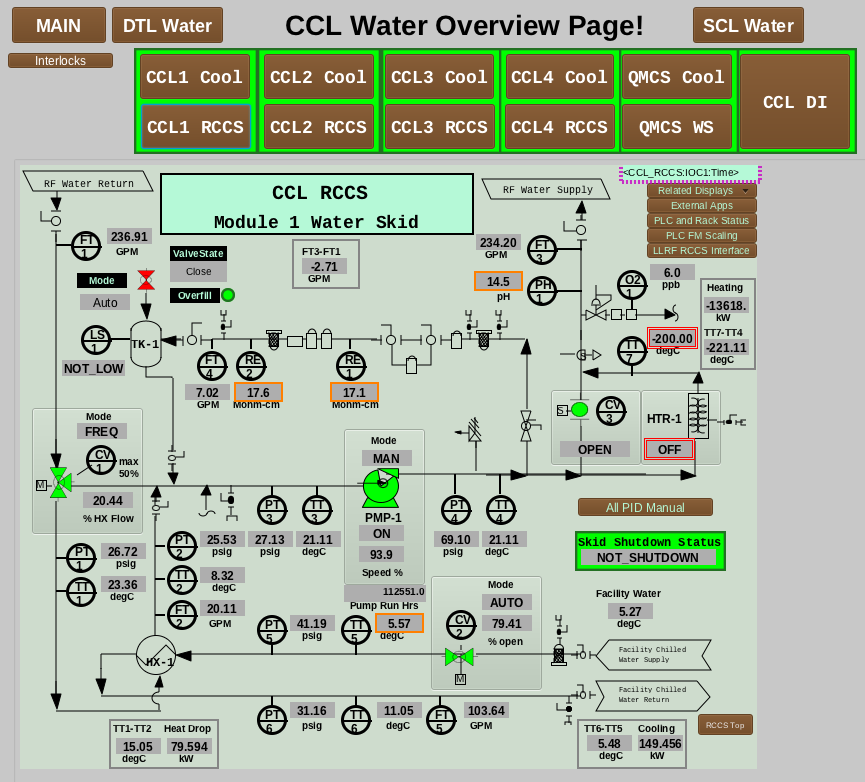 MAIN
DTL Water
CCL Water Overview Page!
SCL Water
Interlocks
CCL1 Cool
CCL2 Cool
CCL3 Cool
CCL4 Cool
QMCS Cool
CCL DI
CCL1 RCCS
CCL2 RCCS
CCL3 RCCS
CCL4 RCCS
QMCS WS
RF Water Return
CCL RCCS
Module 1 Water Skid
RF Water Supply
<CCL_RCCS:IOC1:Time>
Related Displays
External Apps
PLC and Rack Status
PLC FM Scaling
LLRF RCCS Interface
FT 1
236.91
GPM
ValveState
Close
Overfill
FT3-FT1
-2.71
GPM
234.20
GPM
FT 3
14.5
pH
PH 1
O2 1
6.0
ppb
Heating
-13618.
kW
TT7-TT4
-221.11
degC
Mode
Auto
LS 1
NOT_LOW
TK-1
FT 4
7.02
GPM
RE 2
17.6
Mohm-cm
RE 1
17.1
Mohm-cm
TT 7
-200.00
degC
Mode
FREQ
CV 1
max
50%
M
20.44
% HX Flow
Mode
MAN
PMP-1
ON
93.9
Speed %
112551.0
Pump Run Hrs
S
CV 3
OPEN
HTR-1
OFF
PT 3
27.13
psig
TT 3
21.11
degC
PT 4
69.10
psig
TT 4
21.11
degC
All PID Manual
Skid Shutdown Status
NOT_SHUTDOWN
PT 1
26.72
psig
TT 1
23.36
degC
PT 2
25.53
psig
TT 2
8.32
degC
FT 2
20.11
GPM
Mode
AUTO
CV 2
79.41
% open
M
Facility Water
5.27
degC
PT 5
41.19
psig
TT 5
5.57
degC
HX-1
Facility Chilled
Water Supply
Facility Chilled
Water Return
PT 6
31.16
psig
TT 6
11.05
degC
FT 5
103.64
GPM
TT1-TT2
Heat Drop
15.05
79.594
degC
kW
TT6-TT5
Cooling
5.48
149.456
degC
kW
RCCS Top